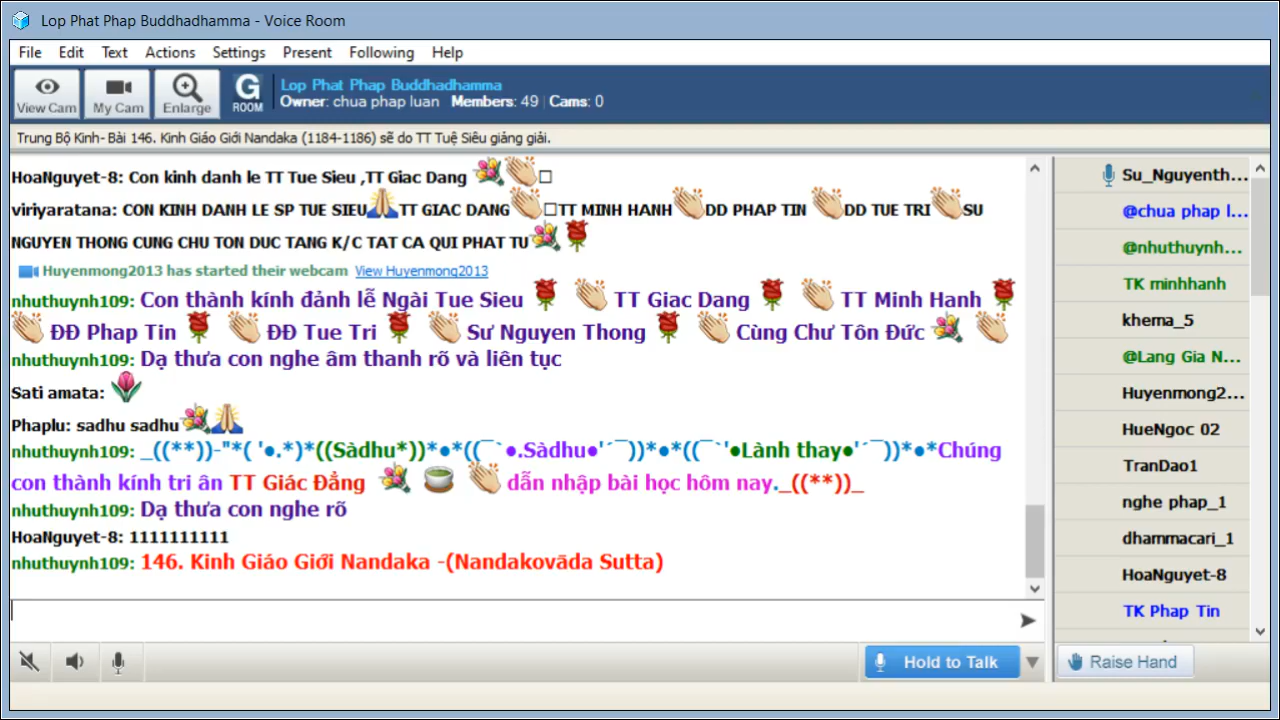 Lop Phat Phap Buddhadhamma - Voice Room
File Edit Text Actions Settings Present Following Help
View Cam My Cam Enlarge G ROOM
Lop Phat Phap Buddhadhamma
Owner: chua phap luan Members: 49 Cams: 0
Trung Bộ Kinh- Bài 146. Kinh Giáo Giới Nandaka (1184-1186) sẽ do TT Tuệ Siêu giảng giải.
HoaNguyet-8: Con kinh danh le TT Tue Sieu ,TT Giac Dang
viriyaratana: CON KINH DANH LE SP TUE SIEU TT GIAC DANG TT MINH HANH DD PHAP TIN DD TUE TRI SU
NGUYEN THONG CUNG CHU TON DUC TANG K/C TAT CA QUI PHAT TU
Huyenmong2013 has started their webcam View Huyenmong2013
nhuthuynh109: Con thành kính đảnh lễ Ngài Tue Sieu TT Giac Dang TT Minh Hanh
ĐĐ Phap Tin ĐĐ Tue Tri Sư Nguyen Thong Cùng Chư Tôn Đức
nhuthuynh109: Dạ thưa con nghe âm thanh rõ và liên tục
Sati amata:
Phaplu: sadhu sadhu
nhuthuynh109: _((**))-"*( '●.*)*((Sàdhu*))*●*((¯`●.Sàdhu●'´¯))*●*((¯`'●Lành thay●'´¯))*●*Chúng
con thành kính tri ân TT Giác Đẳng dẫn nhập bài học hôm nay._((**))_
nhuthuynh109: Dạ thưa con nghe rõ
HoaNguyet-8: 1111111111
nhuthuynh109: 146. Kinh Giáo Giới Nandaka -(Nandakovāda Sutta)
Su_Nguyenth...
@chua phap l...
@nhuthuynh...
TK minhhanh
khema_5
@Lang Gia N...
Huyenmong2...
HueNgoc 02
TranDao1
nghe phap_1
dhammacari_1
HoaNguyet-8
TK Phap Tin
Hold to Talk
Raise Hand